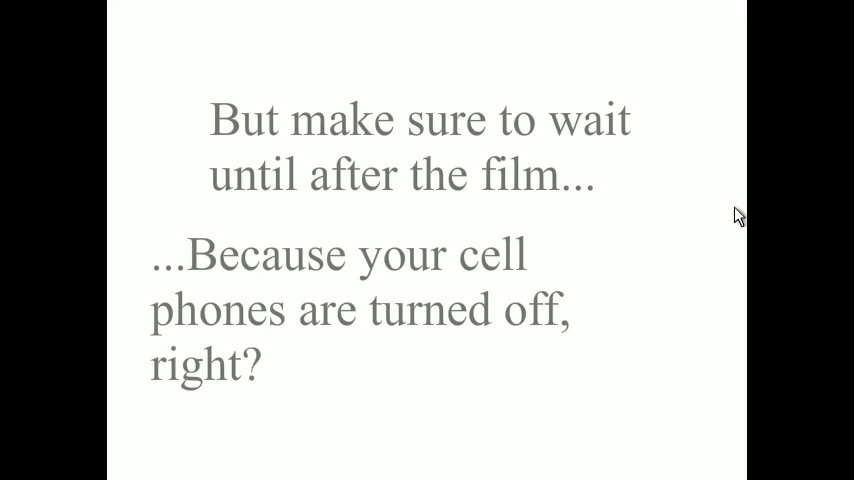 But make sure to wait
until after the film...
...Because your cell
phones are turned off,
right?